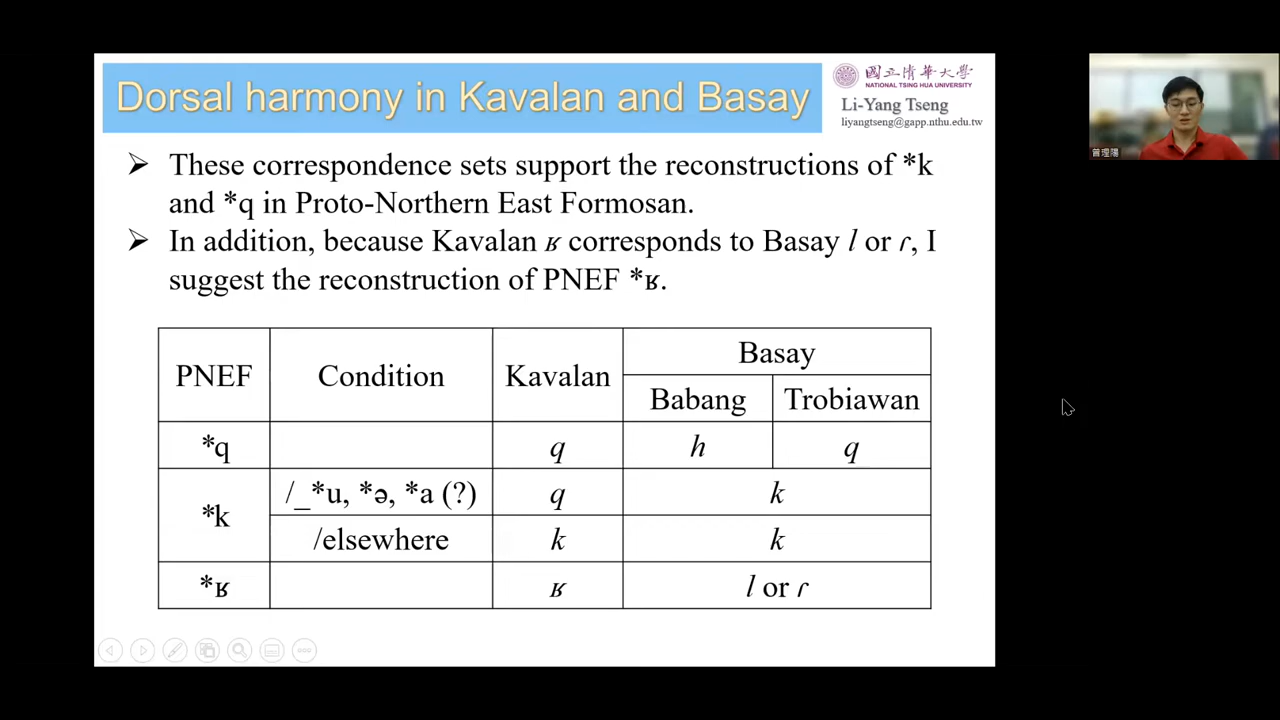 Dorsal harmony in Kavalan and Basay
國立清華大學
NATIONAL TSING HUA UNIVERSITY
Li-Yang Tseng
liyangtseng@gapp.nthu.edu.tw
曾理陽
➢ These correspondence sets support the reconstructions of *k
and *q in Proto-Northern East Formosan.
➢ In addition, because Kavalan ʁ corresponds to Basay l or ɾ, I
suggest the reconstruction of PNEF *ʁ.
PNEF Condition Kavalan Basay
Babang Trobiawan
*q q h q
*k /_*u, *ə, *a (?) q k
/elsewhere k k
*ʁ ʁ l or ɾ